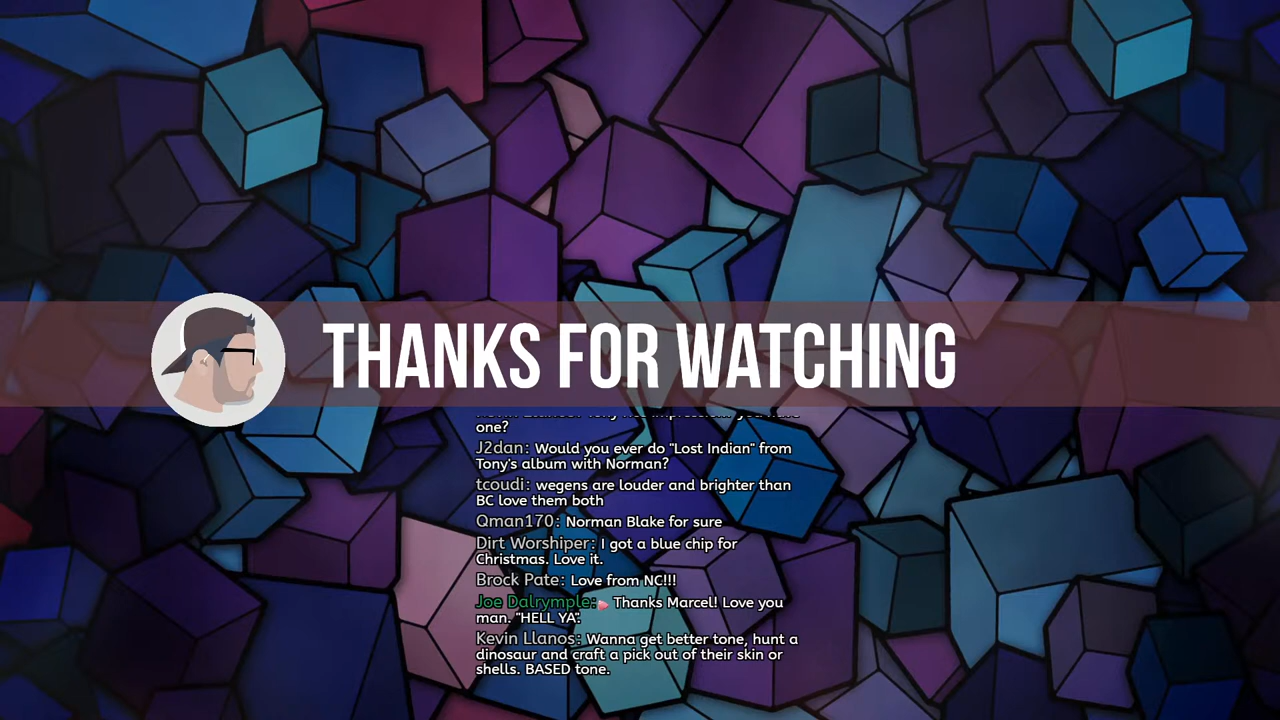 THANKS FOR WATCHING
one?
J2dan: Would you ever do "Lost Indian" from
Tony's album with Norman?
tcoudi: wegens are louder and brighter than
BC love them both
Qman170: Norman Blake for sure
Dirt Worshiper: I got a blue chip for
Christmas. Love it.
Brock Pate: Love from NC!!!
Joe Dalrymple: Thanks Marcel! Love you
man. "HELL YA".
Kevin Llanos: Wanna get better tone, hunt a
dinosaur and craft a pick out of their skin or
shells. BASED tone.